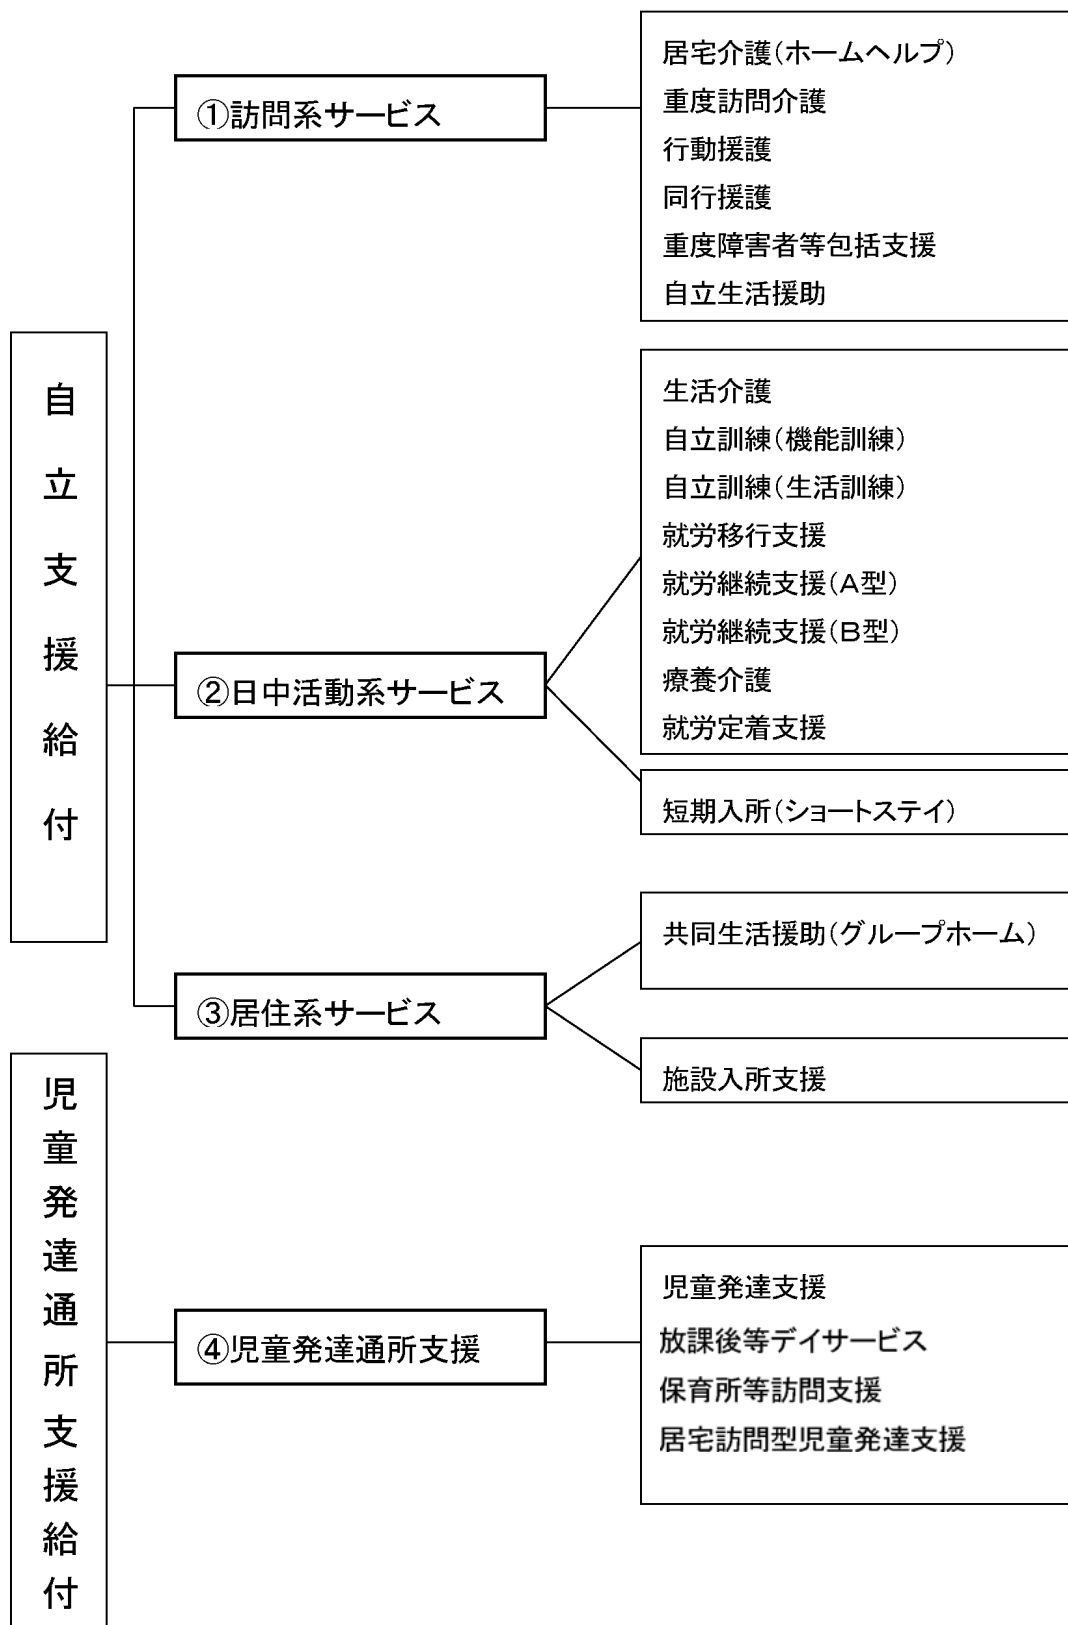 自立支援給付
①訪問系サービス
居宅介護(ホームヘルプ)
重度訪問介護
行動援護
同行援護
重度障害者等包括支援
自立生活援助
②日中活動系サービス
生活介護
自立訓練(機能訓練)
自立訓練(生活訓練)
就労移行支援
就労継続支援(A型)
就労継続支援(B型)
療養介護
就労定着支援
短期入所(ショートステイ)
③居住系サービス
共同生活援助(グループホーム)
施設入所支援
児童発達通所支援給付
④児童発達通所支援
児童発達支援
放課後等デイサービス
保育所等訪問支援
居宅訪問型児童発達支援